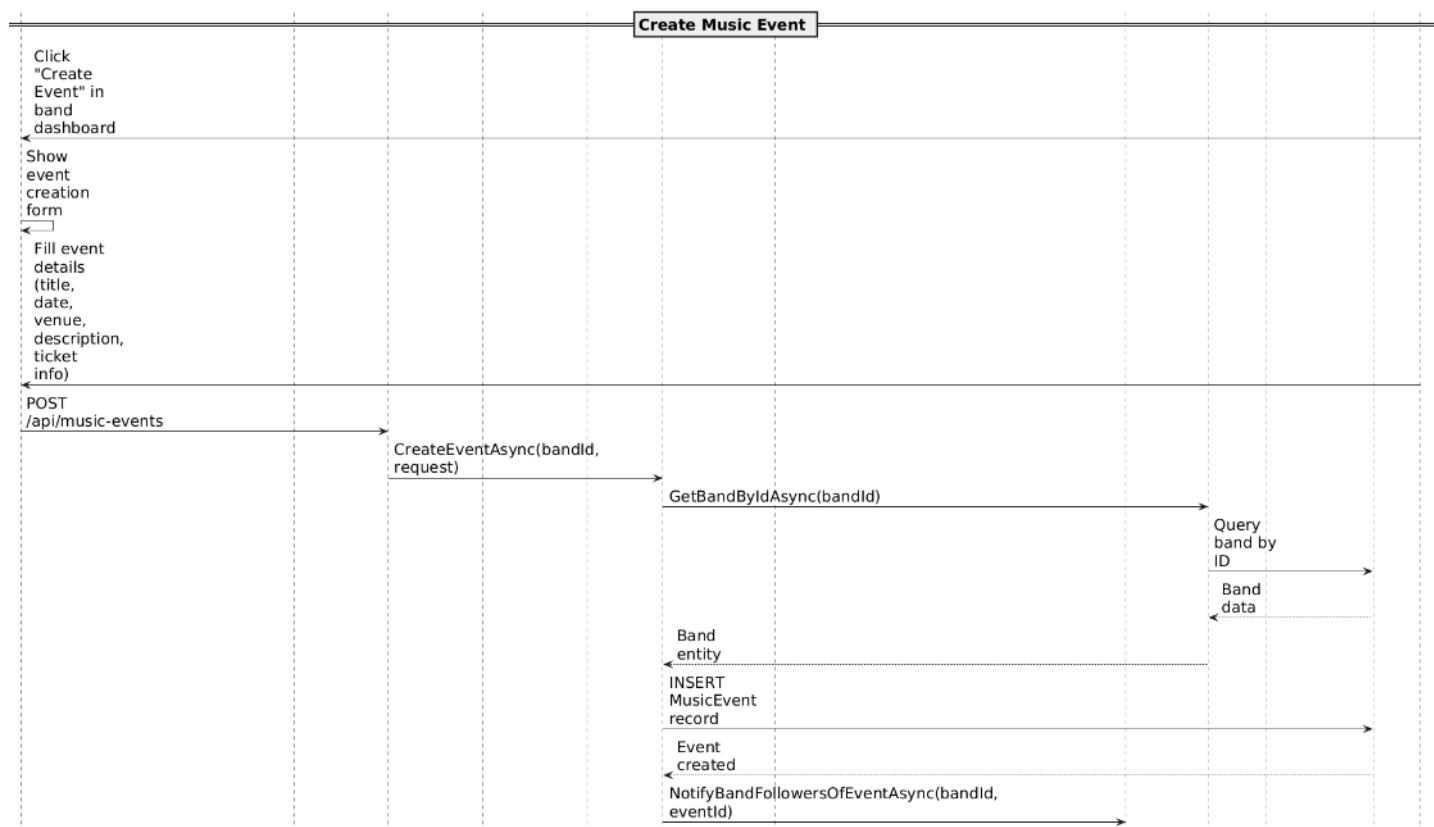 Create Music Event
Click
"Create
Event" in
band
dashboard
Show
event
creation
form
Fill event
details
(title,
date,
venue,
description,
ticket
info)
POST
/api/music-events
CreateEventAsync(bandId,
request)
GetBandByIdAsync(bandId)
Query
band by
ID
Band
data
Band
entity
INSERT
MusicEvent
record
Event
created
NotifyBandFollowersOfEventAsync(bandId,
eventId)